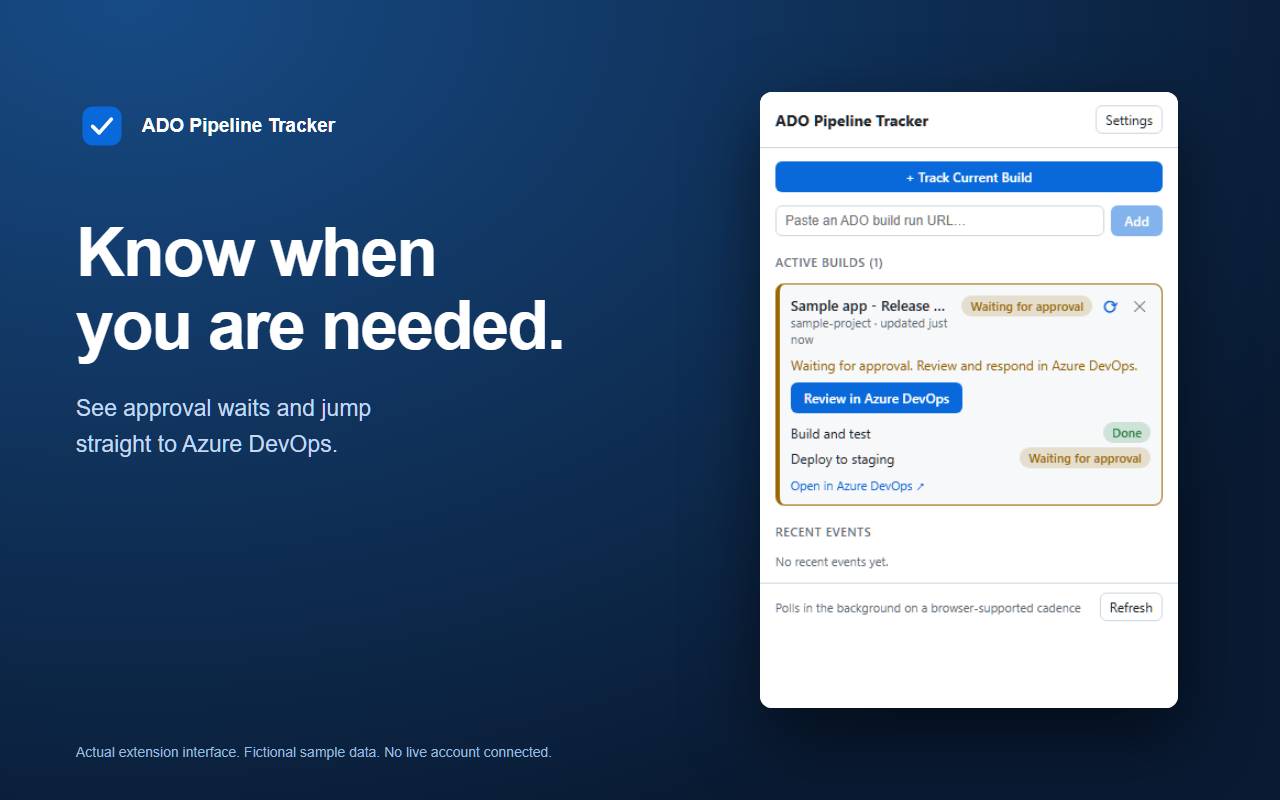 ADO Pipeline Tracker
Know when
you are needed.
See approval waits and jump
straight to Azure DevOps.
Actual extension interface. Fictional sample data. No live account connected.
ADO Pipeline Tracker
Settings
+ Track Current Build
Paste an ADO build run URL...
Add
ACTIVE BUILDS (1)
Sample app - Release ...
Waiting for approval
sample-project · updated just
now
Waiting for approval. Review and respond in Azure DevOps.
Review in Azure DevOps
Build and test
Done
Deploy to staging
Waiting for approval
Open in Azure DevOps ↗
RECENT EVENTS
No recent events yet.
Polls in the background on a browser-supported cadence
Refresh